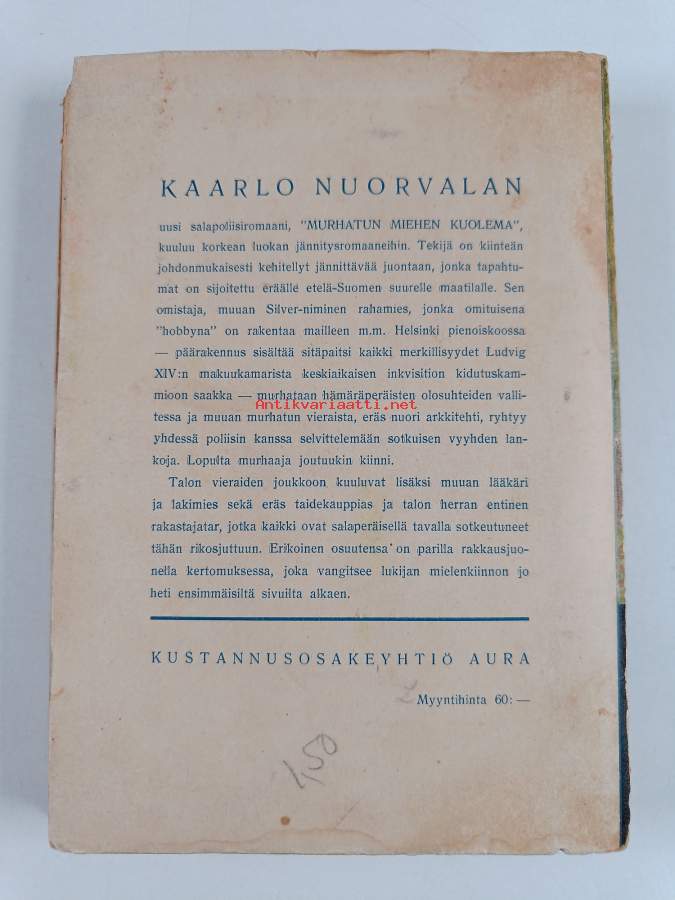 KAARLO NUORVALAN
uusi salapoliisiromaani, "MURHATUN MIEHEN KUOLEMA",
kuuluu korkean luokan jännitysromaaneihin. Tekijä on kiinteän
johdonmukaisesti kehitellyt jännittävää juontaan, jonka tapahtu-
mat on sijoitettu eräälle etelä-Suomen suurelle maatilalle. Sen
omistaja, muuan Silver-niminen rahamies, jonka omituisena
"hobbyna" on rakentaa mailleen m.m. Helsinki pienoiskoossa
— päärakennus sisältää sitäpaitsi kaikki merkillisyydet Ludvig
XIV:n makuukamarista keskiaikaisen inkvisition kidutuskam-
mioon saakka — murhataan hämäräperäisten olosuhteiden valli-
Antikvariaatti.net
tessa ja muuan murhatun vieraista, eräs nuori arkkitehti, ryhtyy
yhdessä poliisin kanssa selvittelemään sotkuisen vyyhden lan-
koja. Lopulta murhaaja joutuukin kiinni.
Talon vieraiden joukkoon kuuluvat lisäksi muuan lääkäri
ja lakimies sekä eräs taidekauppias ja talon herran entinen
rakastajatar, jotka kaikki ovat salaperäisellä tavalla sotkeutuneet
tähän rikosjuttuun. Erikoinen osuutensa on parilla rakkausjuo-
nella kertomuksessa, joka vangitsee lukijan mielenkiinnon jo
heti ensimmäisiltä sivuilta alkaen.
KUSTANNUSOSAKEYHTIÖ AURA
Myyntihinta 60:—
1,50